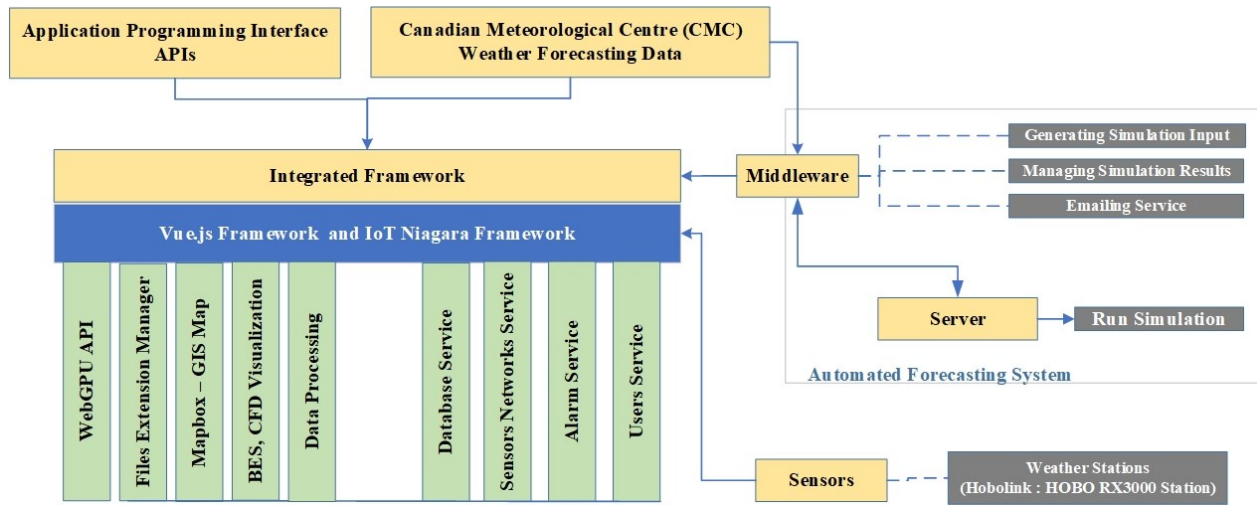 Application Programming Interface
APIs
Canadian Meteorological Centre (CMC)
Weather Forecasting Data
Generating Simulation Input
Integrated Framework
Middleware
Managing Simulation Results
Emailing Service
Vue.js Framework and IoT Niagara Framework
WebGPU API
Files Extension Manager
Mapbox – GIS Map
BES, CFD Visualization
Data Processing
Database Service
Sensors Networks Service
Alarm Service
Users Service
Server
Run Simulation
Automated Forecasting System
Sensors
Weather Stations
(Hobolink : HOBO RX3000 Station)